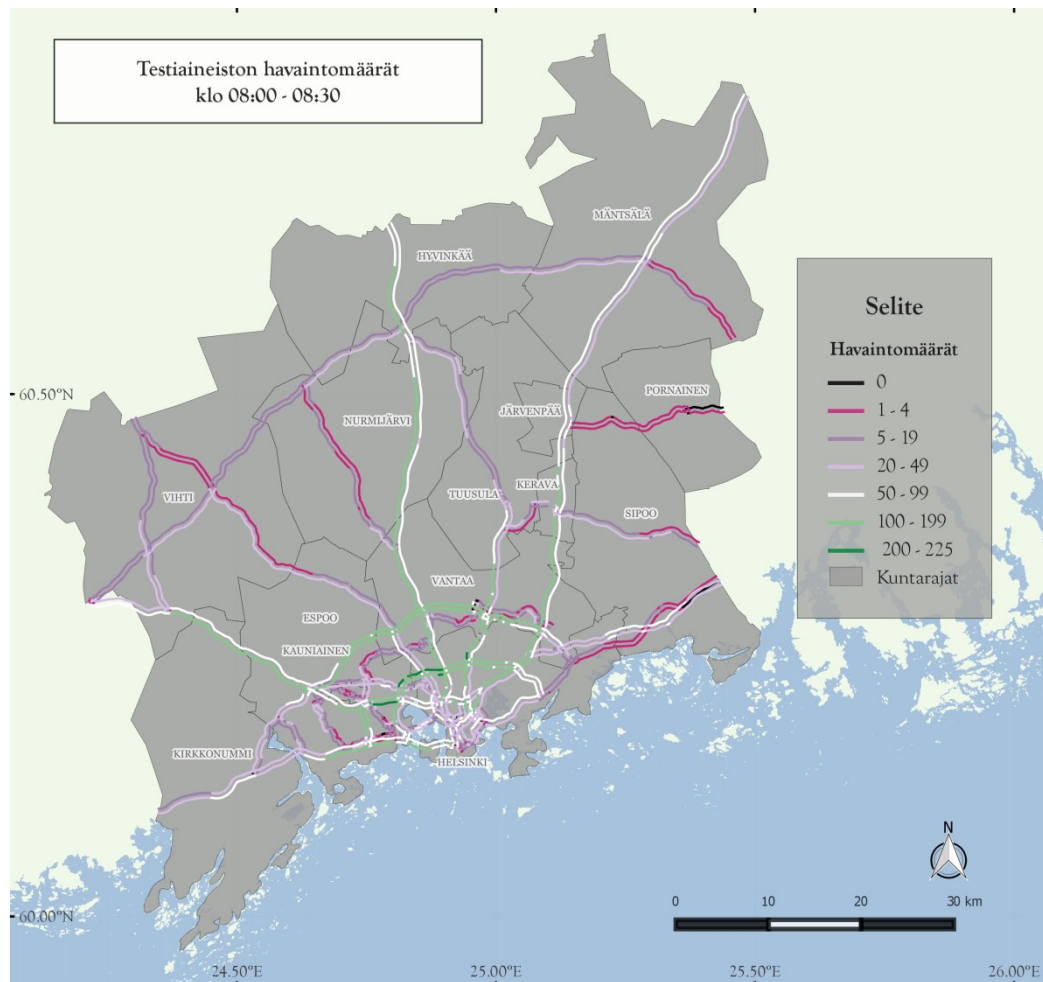 Testiaineiston havaintomäärät
klo 08:00 - 08:30
MÄNTSÄLÄ
HYVINKÄÄ
Selite
Havaintomäärät
0
1 - 4
5 - 19
20 - 49
50 - 99
100 - 199
200 - 225
Kuntarajat
60.50°N
PORNAINEN
JÄRVENPÄÄ
NURMIJÄRVI
KERAVA
TUUSULA
VIHTI
SIPOO
VANTAA
ESPOO
KAUNIAINEN
KIRKKONUMMI
HELSINKI
N
0
10
20
30 km
60.00°N
24.50°E
25.00°E
25.50°E
26.00°E